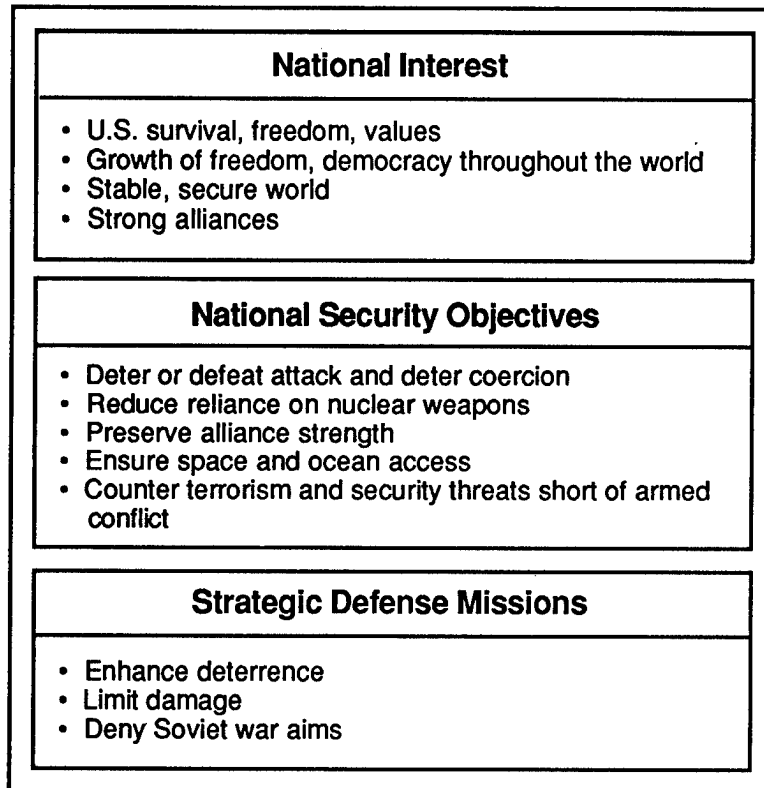 National Interest
• U.S. survival, freedom, values
• Growth of freedom, democracy throughout the world
• Stable, secure world
• Strong alliances
National Security Objectives
• Deter or defeat attack and deter coercion
• Reduce reliance on nuclear weapons
• Preserve alliance strength
• Ensure space and ocean access
• Counter terrorism and security threats short of armed
conflict
Strategic Defense Missions
• Enhance deterrence
• Limit damage
• Deny Soviet war aims